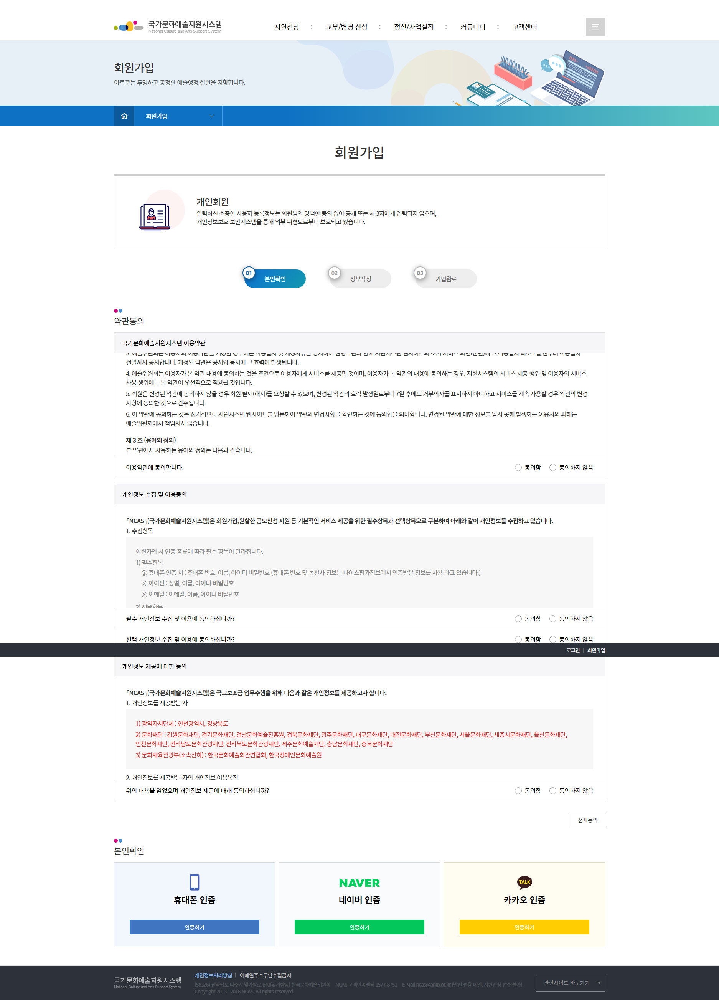 국가문화예술지원시스템
National Culture and Arts Support System
지원신청
교부/변경 신청
정산/사업실적
커뮤니티
고객센터
회원가입
아르코는 투명하고 공정한 예술행정 실현을 지향합니다.
회원가입
회원가입
개인회원
입력하신 소중한 사용자 등록정보는 회원님의 명백한 동의 없이 공개 또는 제 3자에게 입력되지 않으며,
개인정보보호 보안시스템을 통해 외부 위협으로부터 보호되고 있습니다.
01 본인확인
02 정보작성
03 가입완료
약관동의
국가문화예술지원시스템 이용약관
전일까지 공지합니다. 개정된 약관은 공지와 동시에 그 효력이 발생됩니다.
4. 예술위원회는 이용자가 본 약관 내용에 동의하는 것을 조건으로 이용자에게 서비스를 제공할 것이며, 이용자가 본 약관의 내용에 동의하는 경우, 지원시스템의 서비스 제공 행위 및 이용자의 서비스
사용 행위에는 본 약관이 우선적으로 적용될 것입니다.
5. 회원은 변경된 약관에 동의하지 않을 경우 회원 탈퇴(해지)를 요청할 수 있으며, 변경된 약관의 효력 발생일로부터 7일 후에도 거부의사를 표시하지 아니하고 서비스를 계속 사용할 경우 약관의 변경
사항에 동의한 것으로 간주됩니다.
6. 이 약관에 동의하는 것은 정기적으로 지원시스템 웹사이트를 방문하여 약관의 변경사항을 확인하는 것에 동의함을 의미합니다. 변경된 약관에 대한 정보를 알지 못해 발생하는 이용자의 피해는
예술위원회에서 책임지지 않습니다.
제 3 조 (용어의 정의)
본 약관에서 사용하는 용어의 정의는 다음과 같습니다.
이용약관에 동의합니다.
동의함 동의하지 않음
개인정보 수집 및 이용동의
「NCAS」(국가문화예술지원시스템)은 회원가입,원할한 공모신청 지원 등 기본적인 서비스 제공을 위한 필수항목과 선택항목으로 구분하여 아래와 같이 개인정보를 수집하고 있습니다.
1. 수집항목
회원가입 시 인증 종류에 따라 필수 항목이 달라집니다.
1) 필수항목
① 휴대폰 인증 시 : 휴대폰 번호, 이름, 아이디 비밀번호 (휴대폰 번호 및 통신사 정보는 나이스평가정보에서 인증받은 정보를 사용 하고 있습니다.)
② 아이핀 : 성별, 이름, 아이디 비밀번호
③ 이메일 : 이메일, 이름, 아이디 비밀번호
2) 선택항목
필수 개인정보 수집 및 이용에 동의하십니까?
동의함 동의하지 않음
선택 개인정보 수집 및 이용에 동의하십니까?
동의함 동의하지 않음
로그인 | 회원가입
개인정보 제공에 대한 동의
「NCAS」(국가문화예술지원시스템)은 국고보조금 업무수행을 위해 다음과 같은 개인정보를 제공하고자 합니다.
1. 개인정보를 제공받는 자
1) 광역자치단체 : 인천광역시, 경상북도
2) 문화재단 : 강원문화재단, 경기문화재단, 경남문화예술진흥원, 경북문화재단, 광주문화재단, 대구문화재단, 대전문화재단, 부산문화재단, 서울문화재단, 세종시문화재단, 울산문화재단,
인천문화재단, 전라남도문화관광재단, 전라북도문화관광재단, 제주문화예술재단, 충남문화재단, 충북문화재단
3) 문화체육관광부(소속산하) : 한국문화예술회관연합회, 한국장애인문화예술원
2. 개인정보를 제공받는 자의 개인정보 이용목적
위의 내용을 읽었으며 개인정보 제공에 대해 동의하십니까?
동의함 동의하지 않음
전체동의
본인확인
휴대폰 인증
인증하기
NAVER
네이버 인증
인증하기
TALK
카카오 인증
인증하기
국가문화예술지원시스템
National Culture and Arts Support System
개인정보처리방침 | 이메일주소무단수집금지
(58326) 전라남도 나주시 빛가람로 640(빛가람동) 한국문화예술위원회 NCAS 고객만족센터 1577-8751 E-Mail ncas@arko.or.kr (발신 전용 메일, 지원신청 접수 불가)
Copyright 2013 - 2016 NCAS. All rights reserved.
관련사이트 바로가기